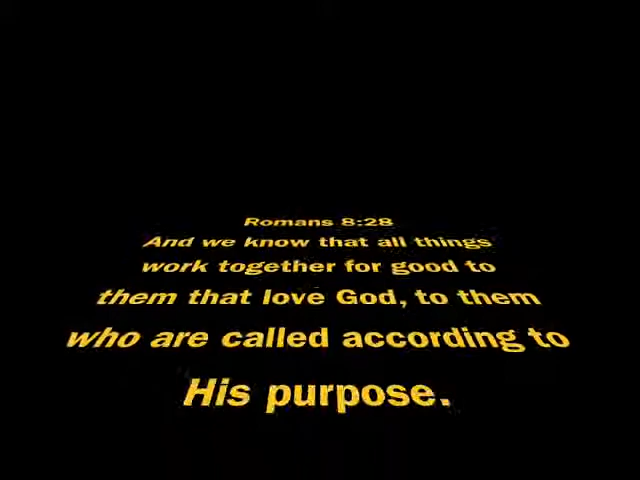 Romans 8:28
And we know that all things
work together for good to
them that love God, to them
who are called according to
His purpose.